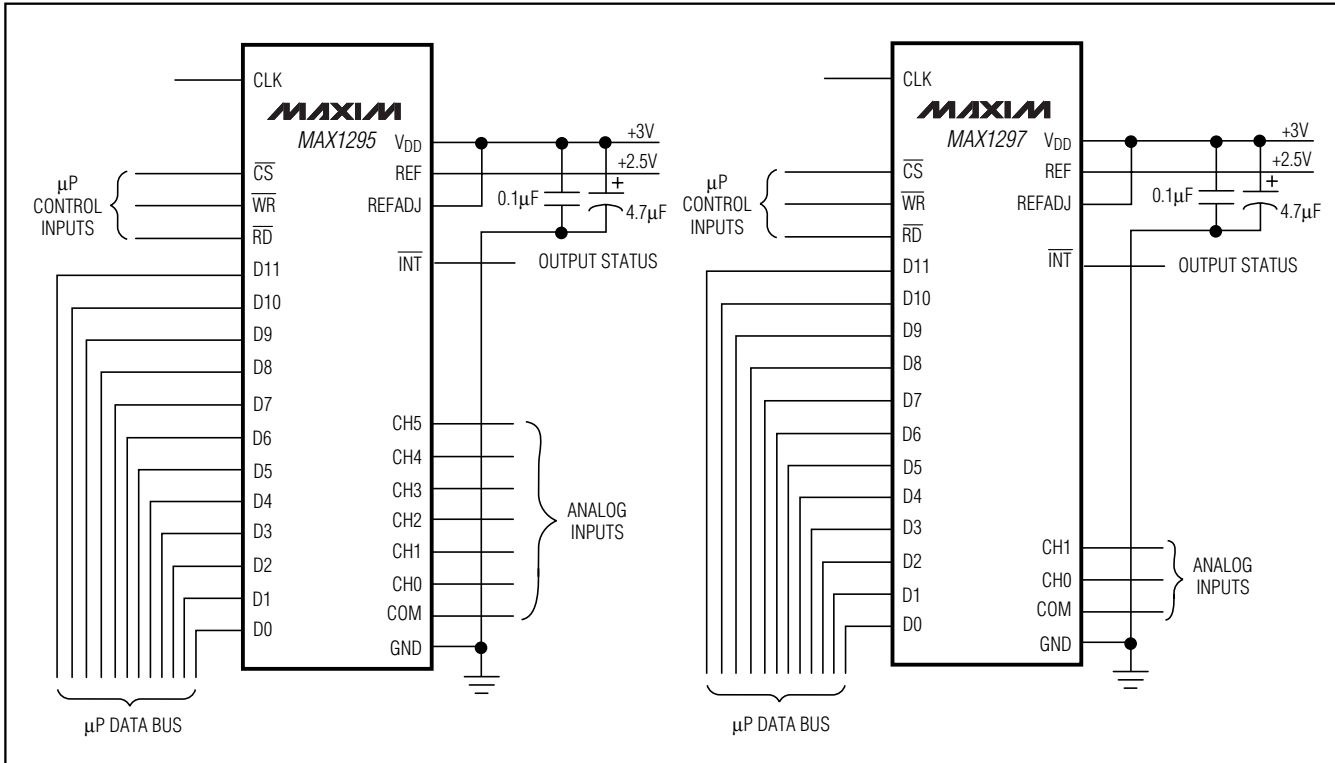 CLK
MAXIM
MAX1295
VDD
+3V
CS
REF
+2.5V
µP
CONTROL
INPUTS
WR
REFADJ
0.1µF
+
4.7µF
RD
INT
OUTPUT STATUS
D11
D10
D9
D8
D7
D6
D5
D4
D3
D2
D1
D0
CH5
CH4
CH3
CH2
CH1
CH0
COM
ANALOG
INPUTS
GND
µP DATA BUS
CLK
MAXIM
MAX1297
VDD
+3V
CS
REF
+2.5V
µP
CONTROL
INPUTS
WR
REFADJ
0.1µF
+
4.7µF
RD
INT
OUTPUT STATUS
D11
D10
D9
D8
D7
D6
D5
D4
D3
D2
D1
D0
CH1
CH0
COM
ANALOG
INPUTS
GND
µP DATA BUS